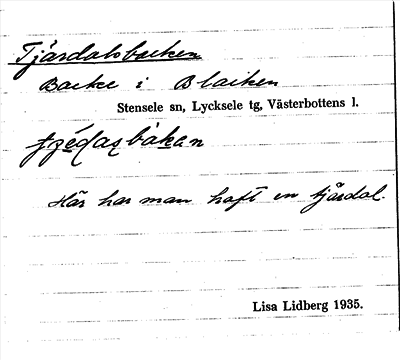 Tjärdalsbacken
Backe i Blaiken
Stensele sn, Lycksele tg, Västerbottens l.
Här har man haft en tjärdal.
Lisa Lidberg 1935.